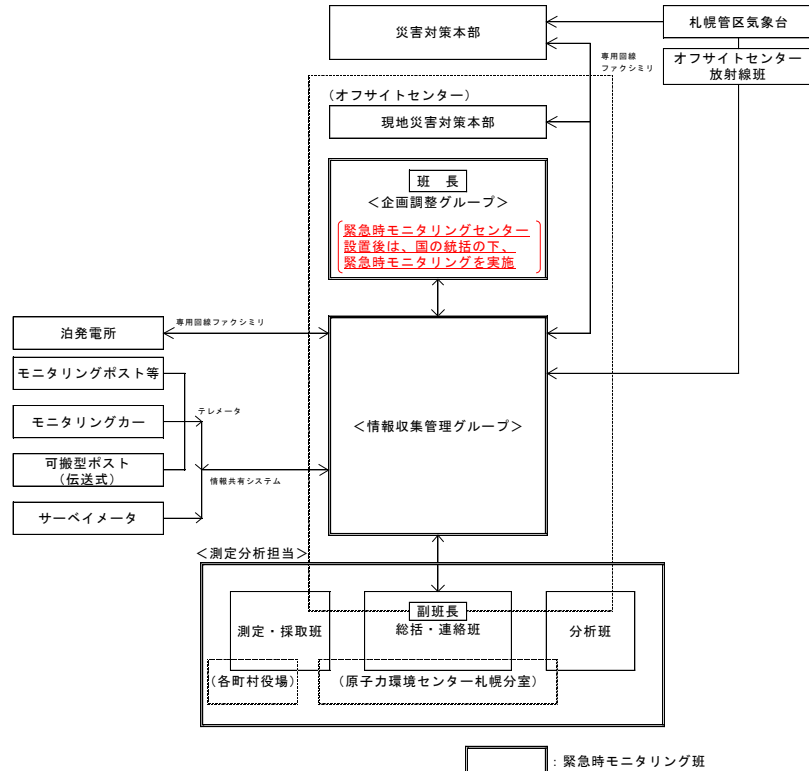 災害対策本部
札幌管区気象台
オフサイトセンター
放射線班
専用回線
ファクシミリ
(オフサイトセンター)
現地災害対策本部
班 長
<企画調整グループ>
緊急時モニタリングセンター
設置後は、国の統括の下、
緊急時モニタリングを実施
泊発電所
専用回線ファクシミリ
モニタリングポスト等
モニタリングカー
テレメータ
<情報収集管理グループ>
可搬型ポスト
(伝送式)
情報共有システム
サーベイメータ
<測定分析担当>
副班長
測定・採取班
総括・連絡班
分析班
(各町村役場)
(原子力環境センター札幌分室)
:緊急時モニタリング班